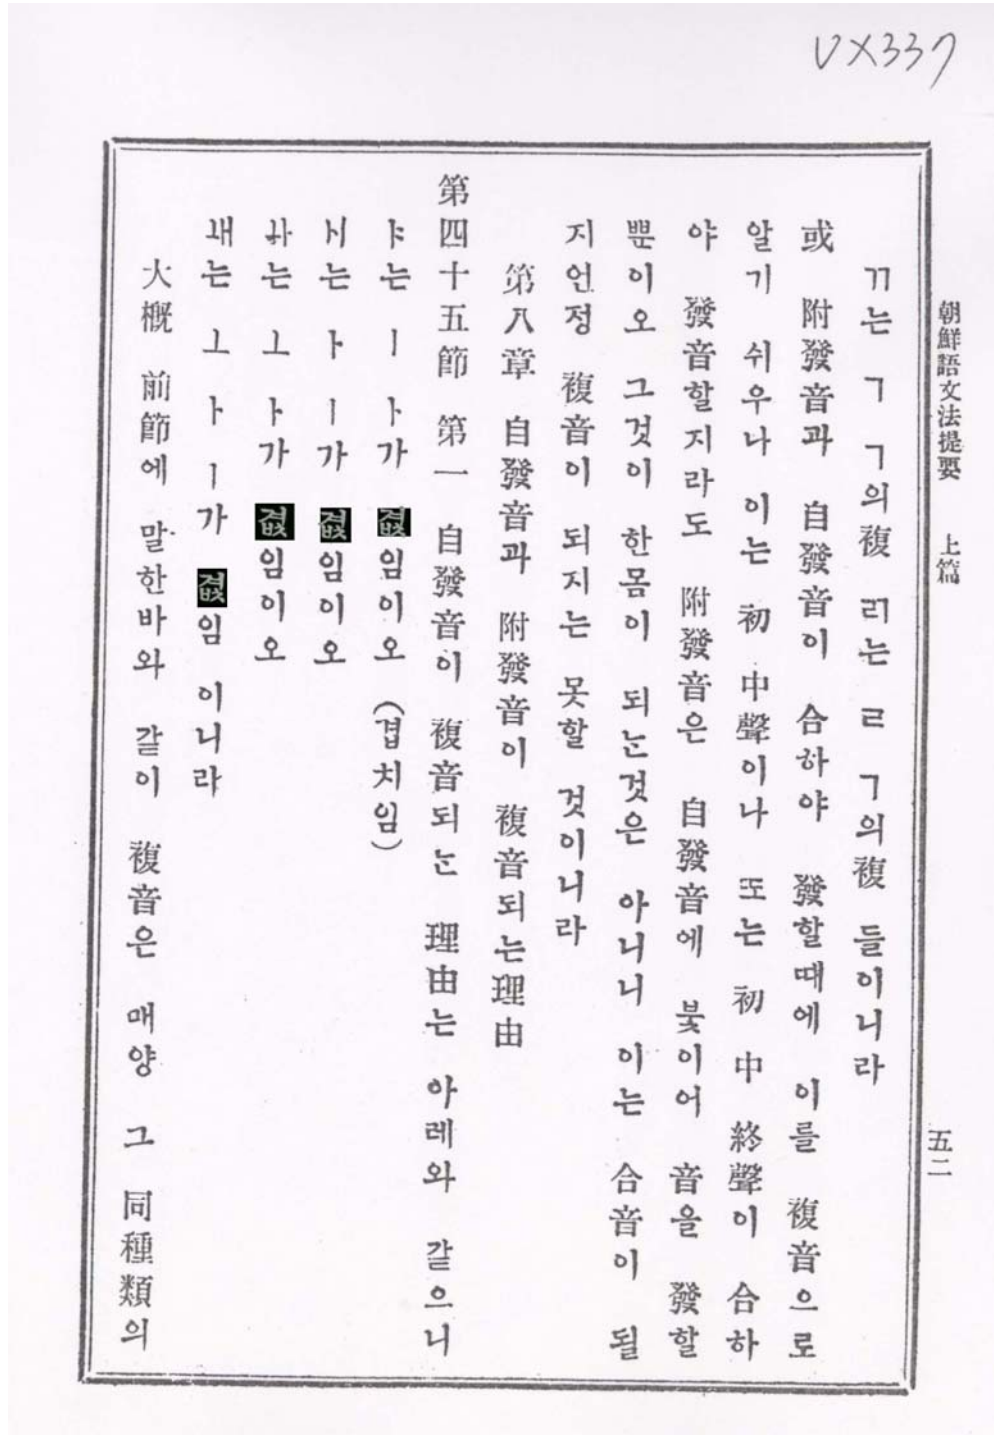 UX337
朝鮮語文法提要 上篇 五二
ㄲ는 ㄱ ㄱ의複 ㄺ는 ㄹ ㄱ의複 들이니라
或 附發音과 自發音이 合하야 發할때에 이를 複音으로
알기 쉬우나 이는 初 中聲이나 또는 初 中 終聲이 合하
야 發音할지라도 附發音은 自發音에 붗이어 音을 發할
뿐이오 그것이 한몸이 되는것은 아니니 이는 合音이 될
지언정 複音이 되지는 못할 것이니라
第八章 自發音과 附發音이 複音되는理由
第四十五節 第一 自發音이 複音되는 理由는 아레와 같으니
ㅑ는 ㅣ ㅏ가 겨ퟨ임이오 (겹치임)
ㅐ는 ㅏ ㅣ가 겨ퟨ임이오
ㅘ는 ㅗ ㅏ가 겨ퟨ임이오
ㅙ는 ㅗ ㅏ ㅣ가 겨ퟨ임 이니라
大槪 前節에 말한바와 같이 複音은 매양 그 同種類의